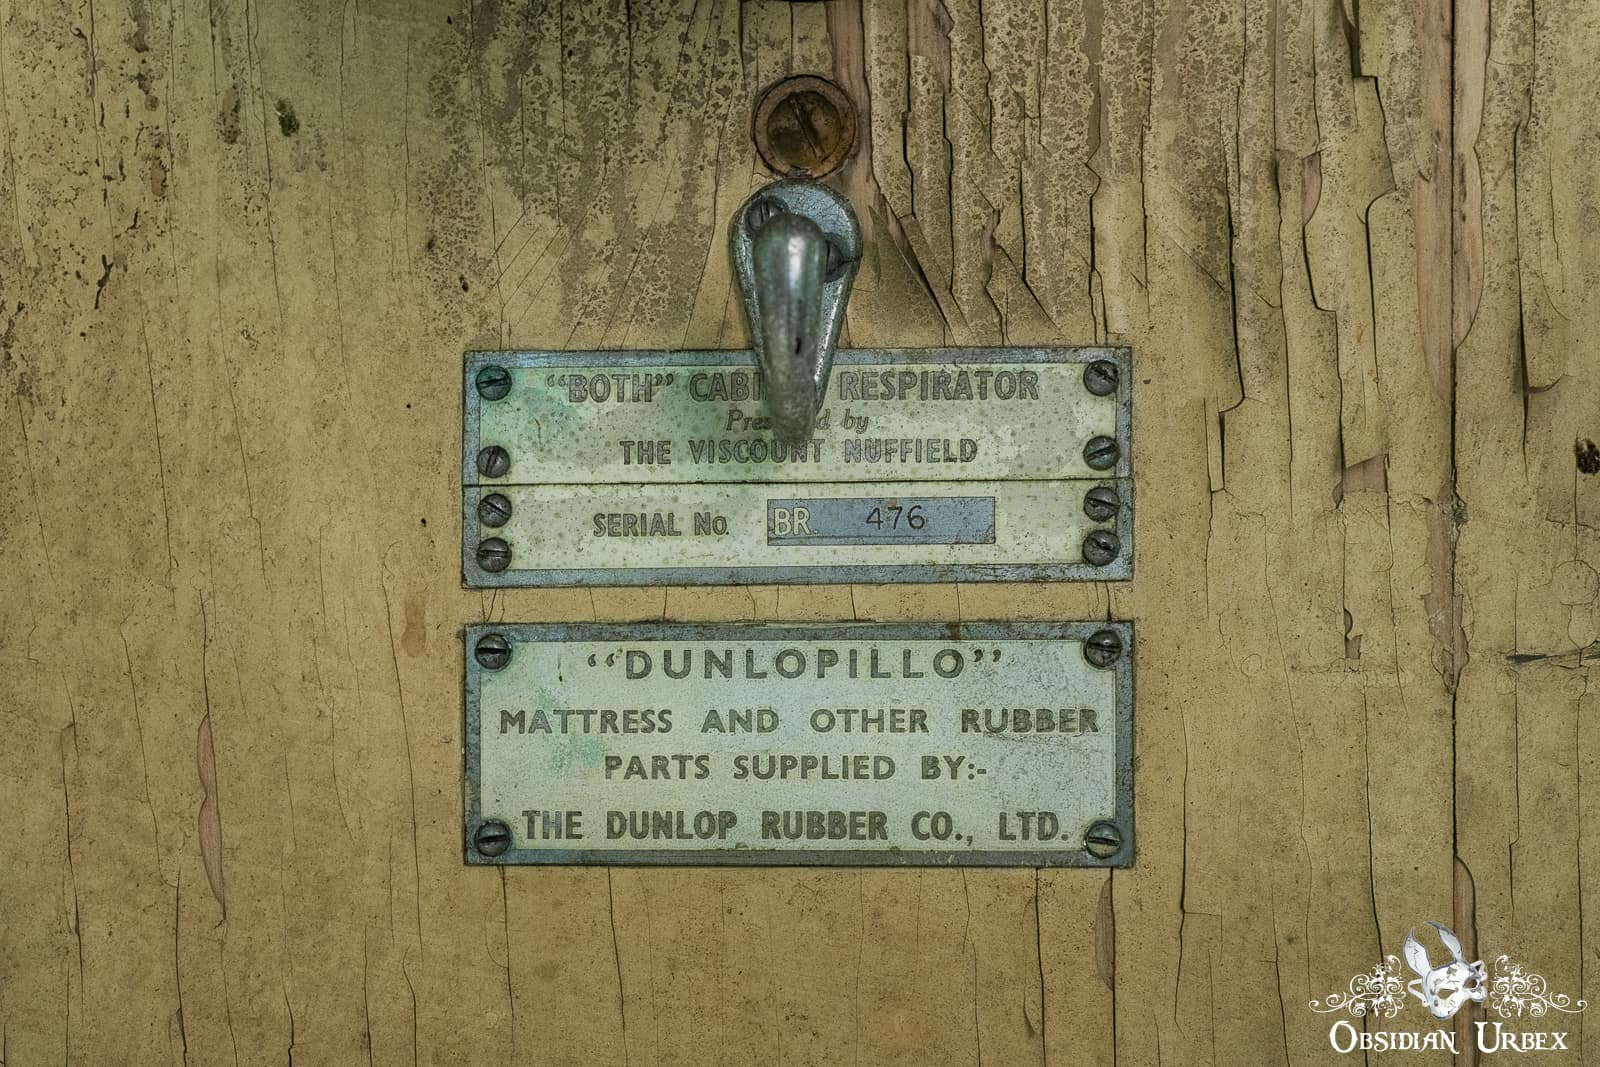 “BOTH” RESPIRATOR
by
THE VISCOUNT NUFFIELD
SERIAL No. BR. 476
“DUNLOPILLO”
MATTRESS AND OTHER RUBBER
PARTS SUPPLIED BY:-
THE DUNLOP RUBBER CO., LTD.
OBSIDIAN URBEX